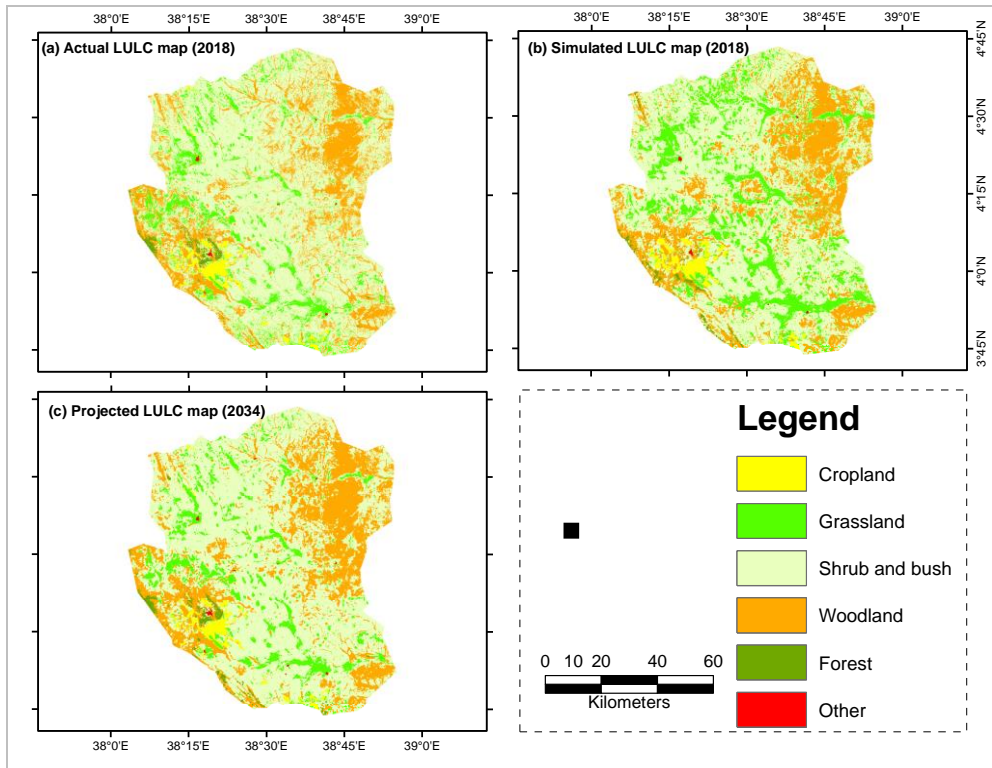 38°0'E 38°15'E 38°30'E 38°45'E 39°0'E 38°0'E 38°15'E 38°30'E 38°45'E 39°0'E
(a) Actual LULC map (2018)
(b) Simulated LULC map (2018)
4°45'N
4°30'N
4°15'N
4°0'N
3°45'N
38°0'E 38°15'E 38°30'E 38°45'E 39°0'E
(c) Projected LULC map (2034)
Legend
Cropland
Grassland
Shrub and bush
Woodland
Forest
Other
0 10 20 40 60
Kilometers
38°0'E 38°15'E 38°30'E 38°45'E 39°0'E